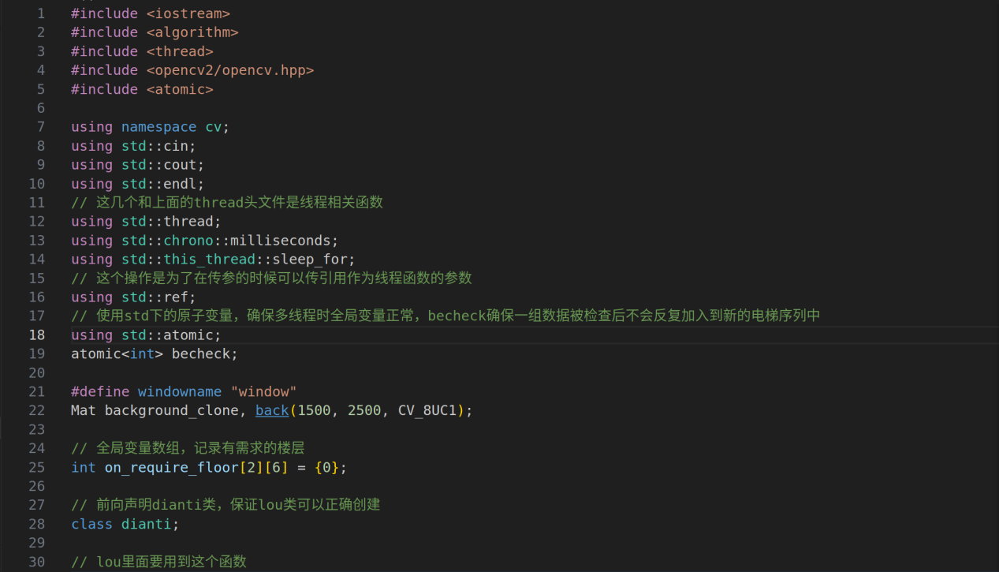 1 #include <iostream>
2 #include <algorithm>
3 #include <thread>
4 #include <opencv2/opencv.hpp>
5 #include <atomic>
6
7 using namespace cv;
8 using std::cin;
9 using std::cout;
10 using std::endl;
11 // 这几个和上面的thread头文件是线程相关函数
12 using std::thread;
13 using std::chrono::milliseconds;
14 using std::this_thread::sleep_for;
15 // 这个操作是为了在传参的时候可以传引用作为线程函数的参数
16 using std::ref;
17 // 使用std下的原子变量，确保多线程时全局变量正常，becheck确保一组数据被检查后不会反复加入到新的电梯序列中
18 using std::atomic;
19 atomic<int> becheck;
20
21 #define windowname "window"
22 Mat background_clone, back(1500, 2500, CV_8UC1);
23
24 // 全局变量数组，记录有需求的楼层
25 int on_require_floor[2][6] = {0};
26
27 // 前向声明dianti类，保证lou类可以正确创建
28 class dianti;
29
30 // lou里面要用到这个函数